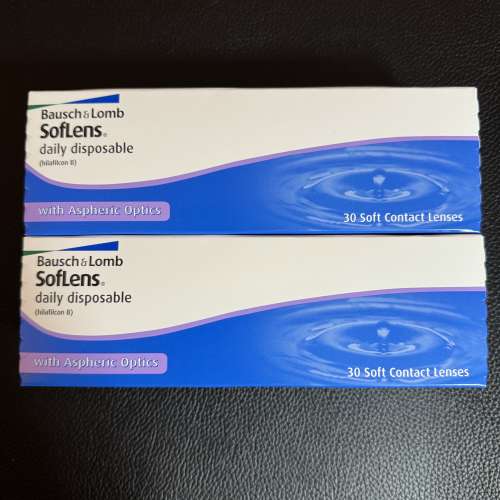 Bausch & Lomb
SofLens®
daily disposable
(hilafilcon B)
with Aspheric Optics
30 Soft Contact Lenses
Bausch & Lomb
SofLens®
daily disposable
(hilafilcon B)
with Aspheric Optics
30 Soft Contact Lenses